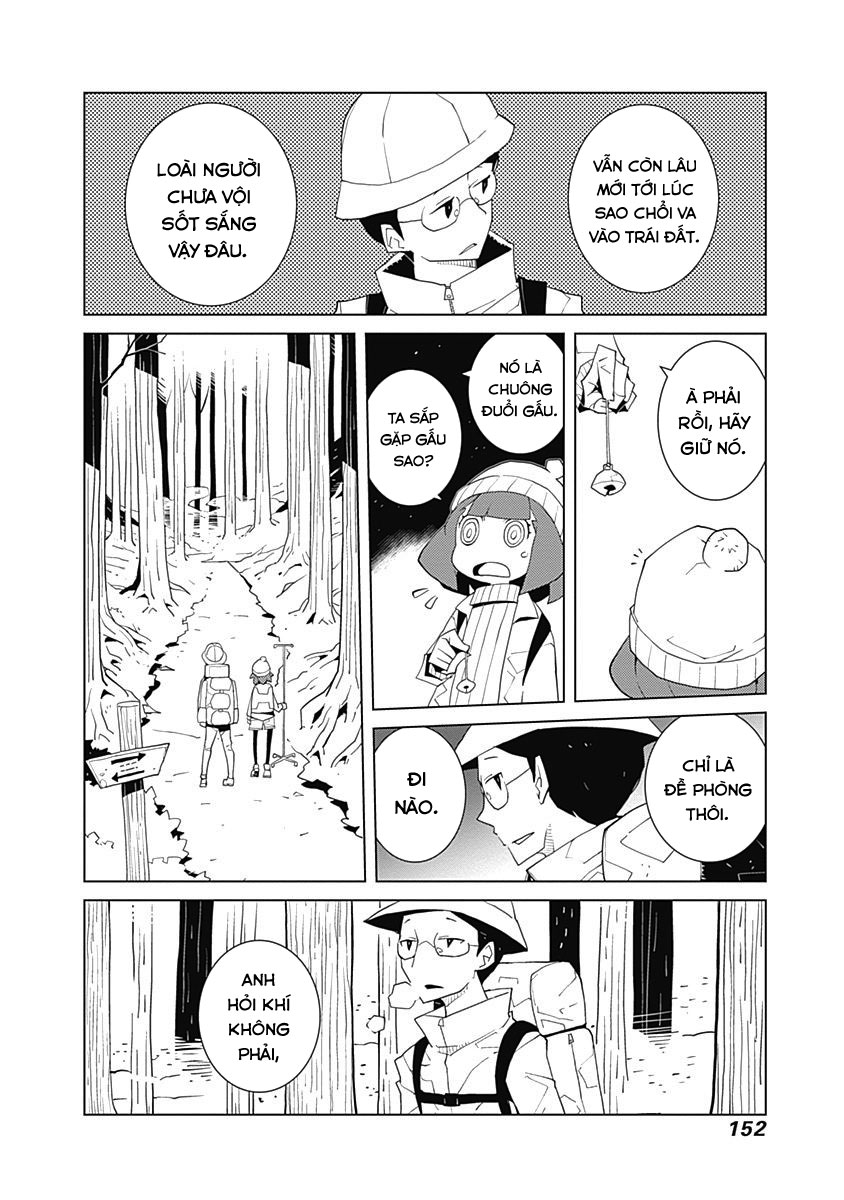 VẪN CÒN LÂU
MỚI TỚI LÚC
SAO CHỔI VA
VÀO TRÁI ĐẤT.
LOÀI NGƯỜI
CHƯA VỘI
SỐT SẮNG
VẬY ĐÂU.
À PHẢI
RỒI, HÃY
GIỮ NÓ.
NÓ LÀ
CHUÔNG
ĐUỔI GẤU.
TA SẮP
GẶP GẤU
SAO?
CHỈ LÀ
ĐỀ PHÒNG
THÔI.
ĐI
NÀO.
ANH
HỎI KHÍ
KHÔNG
PHẢI,
152